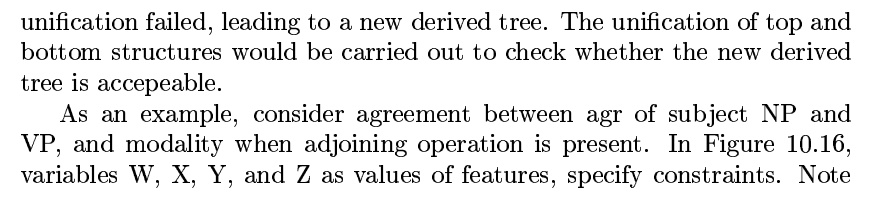 unification failed, leading to a new derived tree. The unification of top and
bottom structures would be carried out to check whether the new derived
tree is accepeable.
As an example, consider agreement between agr of subject NP and
VP, and modality when adjoining operation is present. In Figure 10.16,
variables W, X, Y, and Z as values of features, specify constraints. Note